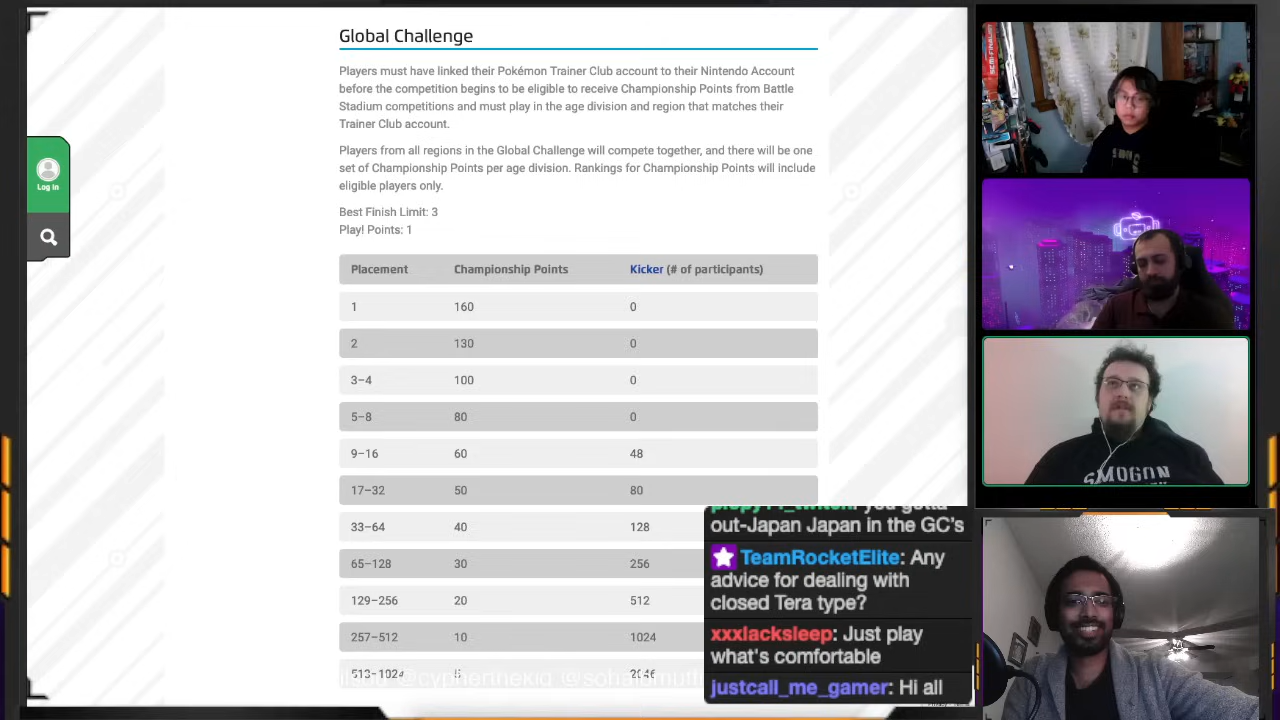 Global Challenge
Players must have linked their Pokémon Trainer Club account to their Nintendo Account
before the competition begins to be eligible to receive Championship Points from Battle
Stadium competitions and must play in the age division and region that matches their
Trainer Club account.
Players from all regions in the Global Challenge will compete together, and there will be one
set of Championship Points per age division. Rankings for Championship Points will include
eligible players only.
Best Finish Limit: 3
Play! Points: 1
Log In
Placement Championship Points Kicker (# of participants)
1 160 0
2 130 0
3–4 100 0
5–8 80 0
9–16 60 48
17–32 50 80
33–64 40 128
65–128 30 256
129–256 20 512
257–512 10 1024
513–1024 2046
out-Japan Japan in the GC's
TeamRocketElite: Any
advice for dealing with
closed Tera type?
xxxlacksleep: Just play
what's comfortable
justcall_me_gamer: Hi all
SMOGON